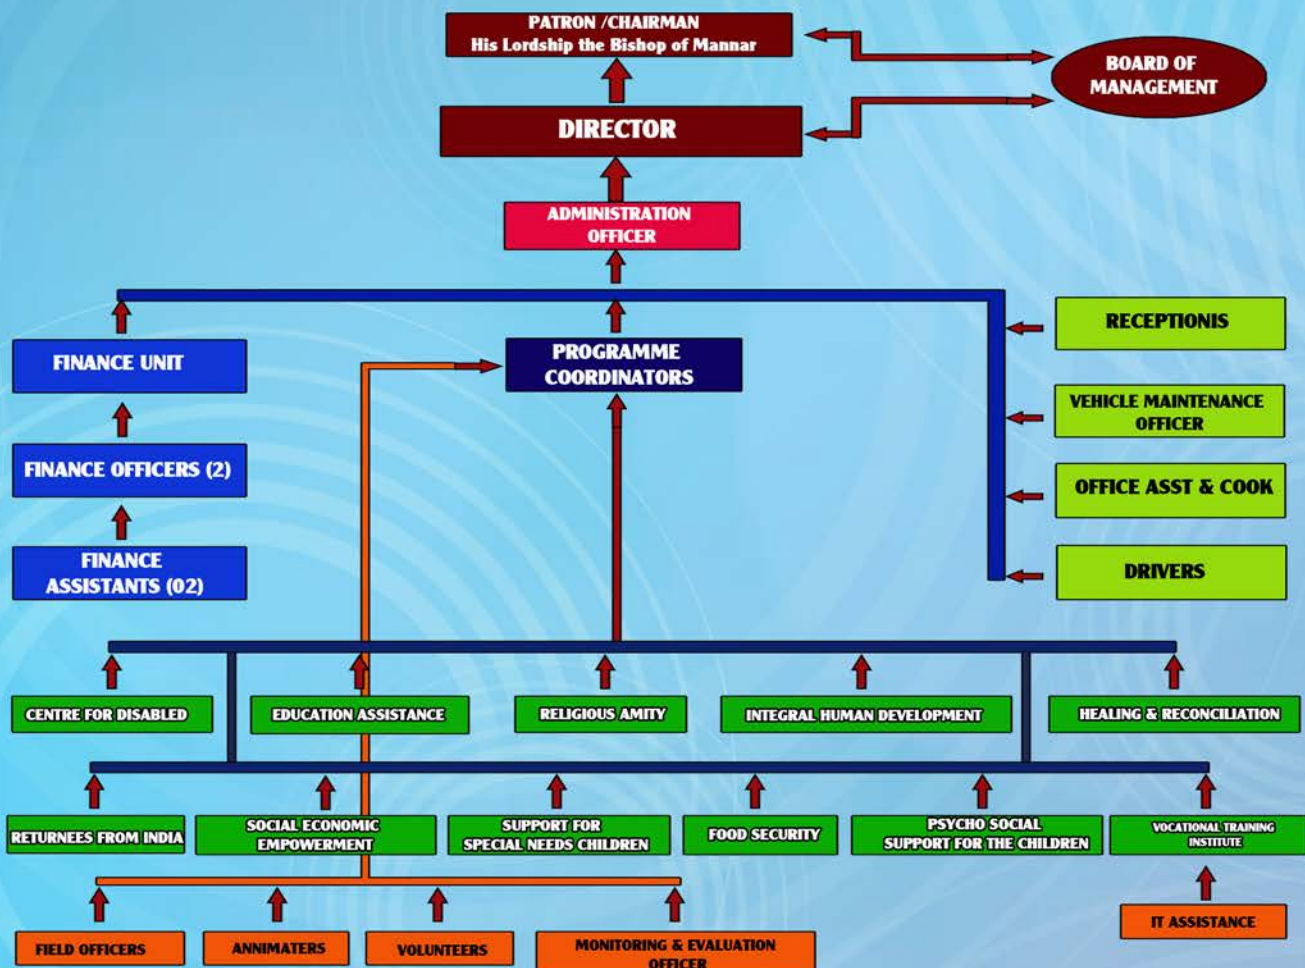 PATRON /CHAIRMAN
His Lordship the Bishop of Mannar
BOARD OF
MANAGEMENT
DIRECTOR
ADMINISTRATION
OFFICER
FINANCE UNIT
PROGRAMME
COORDINATORS
RECEPTIONIS
VEHICLE MAINTENANCE
OFFICER
FINANCE OFFICERS (2)
OFFICE ASST & COOK
FINANCE
ASSISTANTS (02)
DRIVERS
CENTRE FOR DISABLED
EDUCATION ASSISTANCE
RELIGIOUS AMITY
INTEGRAL HUMAN DEVELOPMENT
HEALING & RECONCILIATION
RETURNEES FROM INDIA
SOCIAL ECONOMIC
EMPOWERMENT
SUPPORT FOR
SPECIAL NEEDS CHILDREN
FOOD SECURITY
PSYCHO SOCIAL
SUPPORT FOR THE CHILDREN
VOCATIONAL TRAINING
INSTITUTE
FIELD OFFICERS
ANNIMATERS
VOLUNTEERS
MONITORING & EVALUATION
OFFICER
IT ASSISTANCE